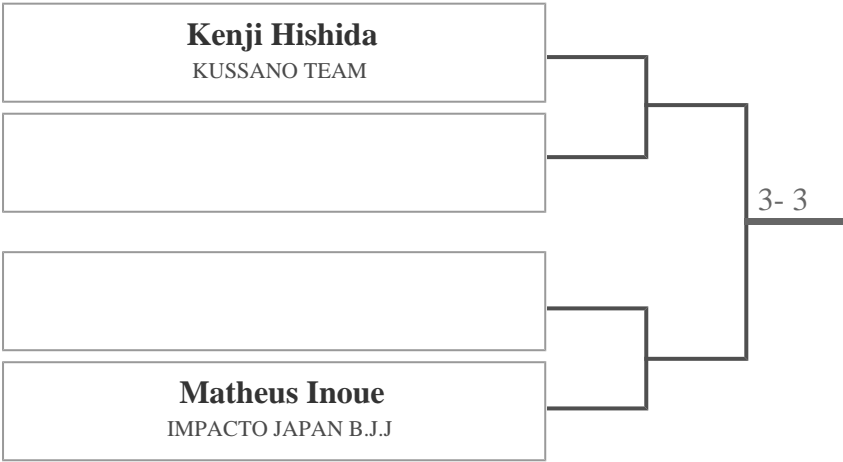 Kenji Hishida
KUSSANO TEAM
3- 3
Matheus Inoue
IMPACTO JAPAN B.J.J